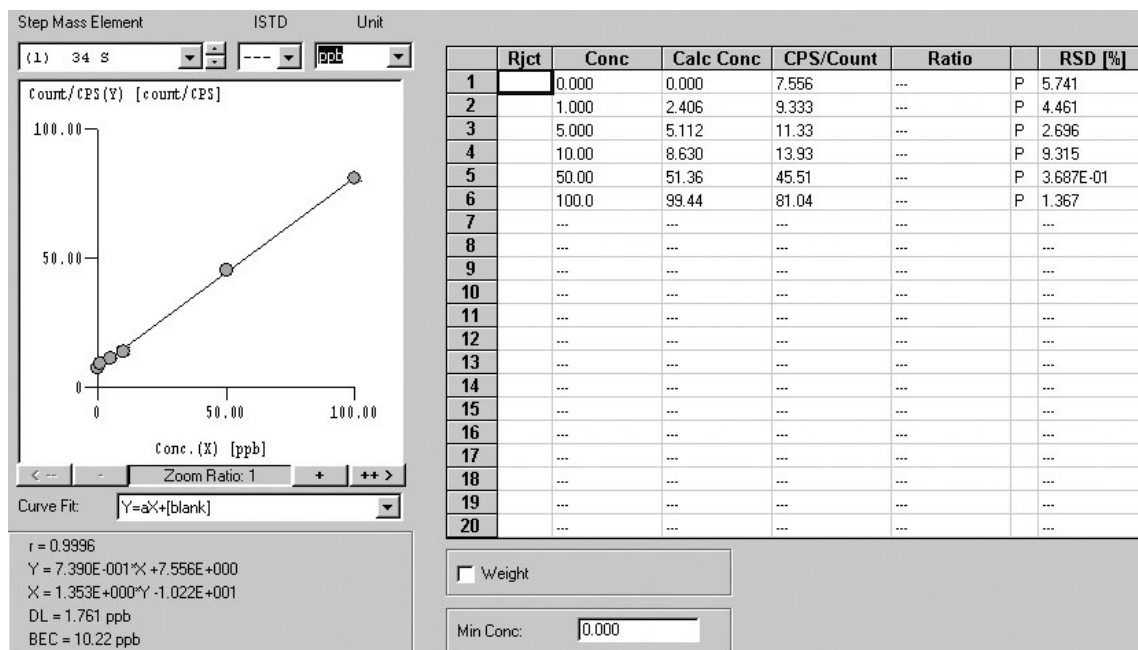 Step Mass Element ISTD Unit
(1) 34 S --- ppb
Count/CPS(Y) [count/CPS]
100.00
50.00
0
0 50.00 100.00
Conc.(X) [ppb]
< -- - Zoom Ratio: 1 + ++ >
Curve Fit: Y=aX+[blank]
r = 0.9996
Y = 7.390E-001*X +7.556E+000
X = 1.353E+000*Y -1.022E+001
DL = 1.761 ppb
BEC = 10.22 ppb
Rjct Conc Calc Conc CPS/Count Ratio RSD [%]
1 0.000 0.000 7.556 --- P 5.741
2 1.000 2.406 9.333 --- P 4.461
3 5.000 5.112 11.33 --- P 2.696
4 10.00 8.630 13.93 --- P 9.315
5 50.00 51.36 45.51 --- P 3.687E-01
6 100.0 99.44 81.04 --- P 1.367
7 --- --- --- --- ---
8 --- --- --- --- ---
9 --- --- --- --- ---
10 --- --- --- --- ---
11 --- --- --- --- ---
12 --- --- --- --- ---
13 --- --- --- --- ---
14 --- --- --- --- ---
15 --- --- --- --- ---
16 --- --- --- --- ---
17 --- --- --- --- ---
18 --- --- --- --- ---
19 --- --- --- --- ---
20 --- --- --- --- ---
Weight
Min Conc: 0.000